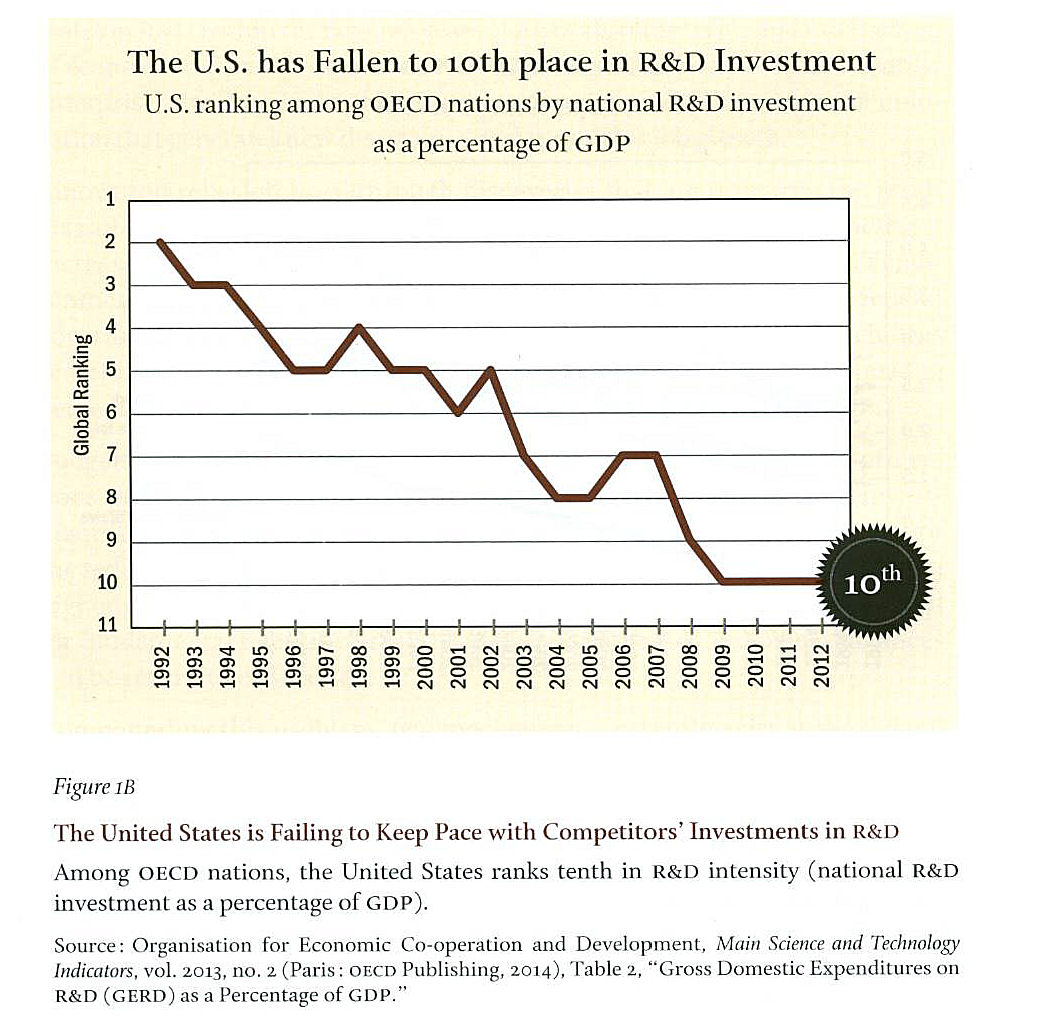 The U.S. has Fallen to 10th place in R&D Investment
U.S. ranking among OECD nations by national R&D investment
as a percentage of GDP
Global Ranking
1
2
3
4
5
6
7
8
9
10
11
10th
1992
1993
1994
1995
1996
1997
1998
1999
2000
2001
2002
2003
2004
2005
2006
2007
2008
2009
2010
2011
2012
Figure 1B
The United States is Failing to Keep Pace with Competitors’ Investments in R&D
Among OECD nations, the United States ranks tenth in R&D intensity (national R&D
investment as a percentage of GDP).
Source: Organisation for Economic Co-operation and Development, Main Science and Technology
Indicators, vol. 2013, no. 2 (Paris: OECD Publishing, 2014), Table 2, “Gross Domestic Expenditures on
R&D (GERD) as a Percentage of GDP.”